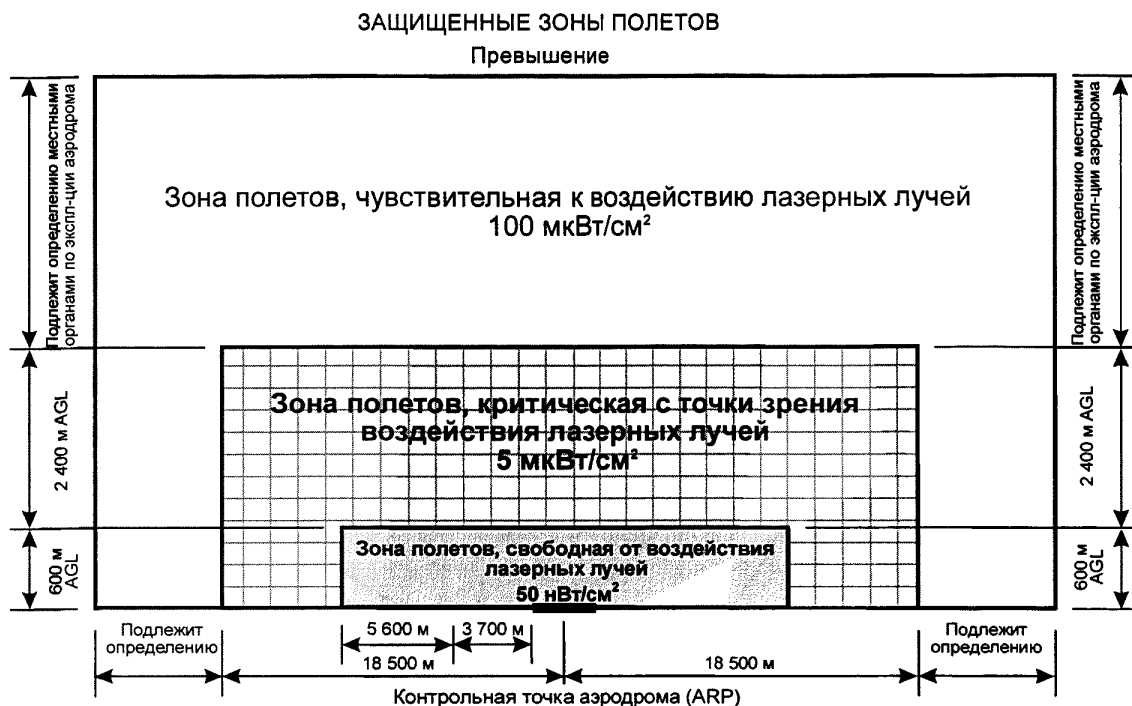 ЗАЩИЩЕННЫЕ ЗОНЫ ПОЛЕТОВ
Превышение
Подлежит определению местными
органами по экспл-ции аэродрома
Зона полетов, чувствительная к воздействию лазерных лучей
100 мкВт/см²
Подлежит определению местными
органами по экспл-ции аэродрома
2 400 м AGL
Зона полетов, критическая с точки зрения
воздействия лазерных лучей
5 мкВт/см²
2 400 м AGL
600 м
AGL
Зона полетов, свободная от воздействия
лазерных лучей
50 нВт/см²
600 м
AGL
Подлежит
определению
5 600 м
3 700 м
18 500 м
18 500 м
Подлежит
определению
Контрольная точка аэродрома (ARP)